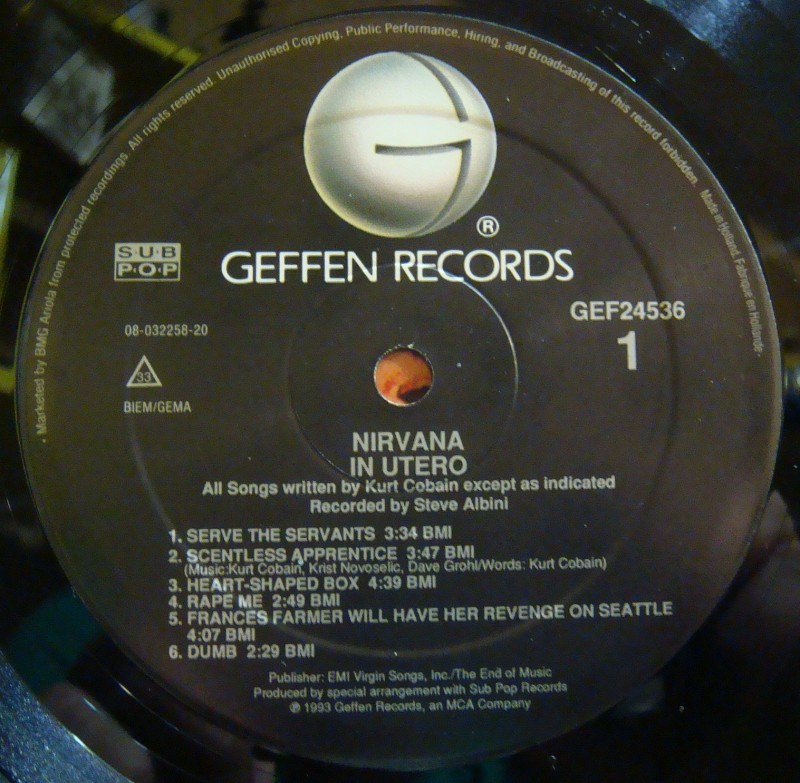 · Marketed by BMG Ariola from protected recordings. All rights reserved. Unauthorised Copying, Public Performance, Hiring, and Broadcasting of this record forbidden. Made in Holland, Fabriqué en Hollande·
G
®
SUB
P·O·P
GEFFEN RECORDS
GEF24536
1
08-032258-20
33
BIEM/GEMA
NIRVANA
IN UTERO
All Songs written by Kurt Cobain except as indicated
Recorded by Steve Albini
1. SERVE THE SERVANTS 3:34 BMI
2. SCENTLESS APPRENTICE 3:47 BMI
(Music:Kurt Cobain, Krist Novoselic, Dave Grohl/Words: Kurt Cobain)
3. HEART-SHAPED BOX 4:39 BMI
4. RAPE ME 2:49 BMI
5. FRANCES FARMER WILL HAVE HER REVENGE ON SEATTLE
4:07 BMI
6. DUMB 2:29 BMI
Publisher: EMI Virgin Songs, Inc./The End of Music
Produced by special arrangement with Sub Pop Records
℗ 1993 Geffen Records, an MCA Company